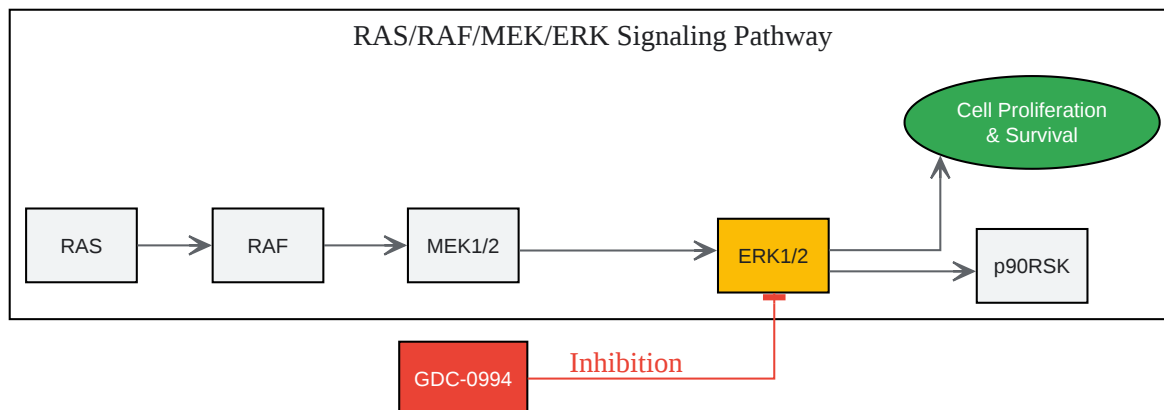 RAS/RAF/MEK/ERK Signaling Pathway
Cell Proliferation
& Survival
RAS
RAF
MEK1/2
ERK1/2
p90RSK
GDC-0994
Inhibition